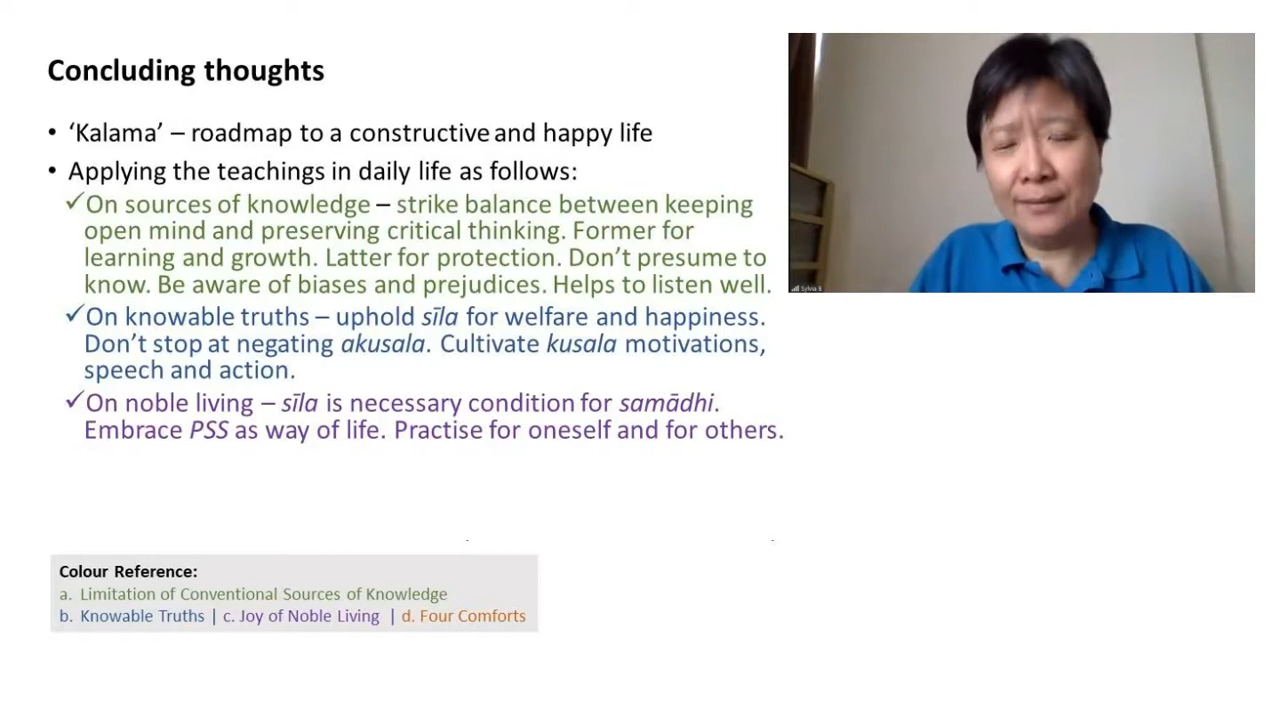 Concluding thoughts
• ‘Kalama’ – roadmap to a constructive and happy life
• Applying the teachings in daily life as follows:
✓On sources of knowledge – strike balance between keeping
open mind and preserving critical thinking. Former for
learning and growth. Latter for protection. Don’t presume to
know. Be aware of biases and prejudices. Helps to listen well.
✓On knowable truths – uphold sīla for welfare and happiness.
Don’t stop at negating akusala. Cultivate kusala motivations,
speech and action.
✓On noble living – sīla is necessary condition for samādhi.
Embrace PSS as way of life. Practise for oneself and for others.
Sylvia
Colour Reference:
a. Limitation of Conventional Sources of Knowledge
b. Knowable Truths | c. Joy of Noble Living | d. Four Comforts